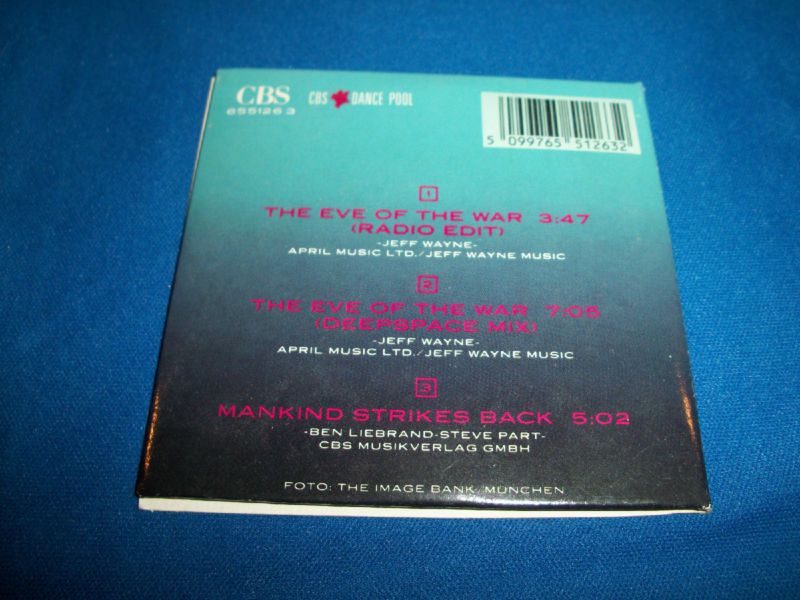 CBS CBS DANCE POOL
655126 3
5 099765 512632
1
THE EVE OF THE WAR 3:47
(RADIO EDIT)
-JEFF WAYNE-
APRIL MUSIC LTD./JEFF WAYNE MUSIC
2
THE EVE OF THE WAR 7:05
(DEEPSPACE MIX)
-JEFF WAYNE-
APRIL MUSIC LTD./JEFF WAYNE MUSIC
3
MANKIND STRIKES BACK 5:02
-BEN LIEBRAND-STEVE PART-
CBS MUSIKVERLAG GMBH
FOTO: THE IMAGE BANK, MÜNCHEN